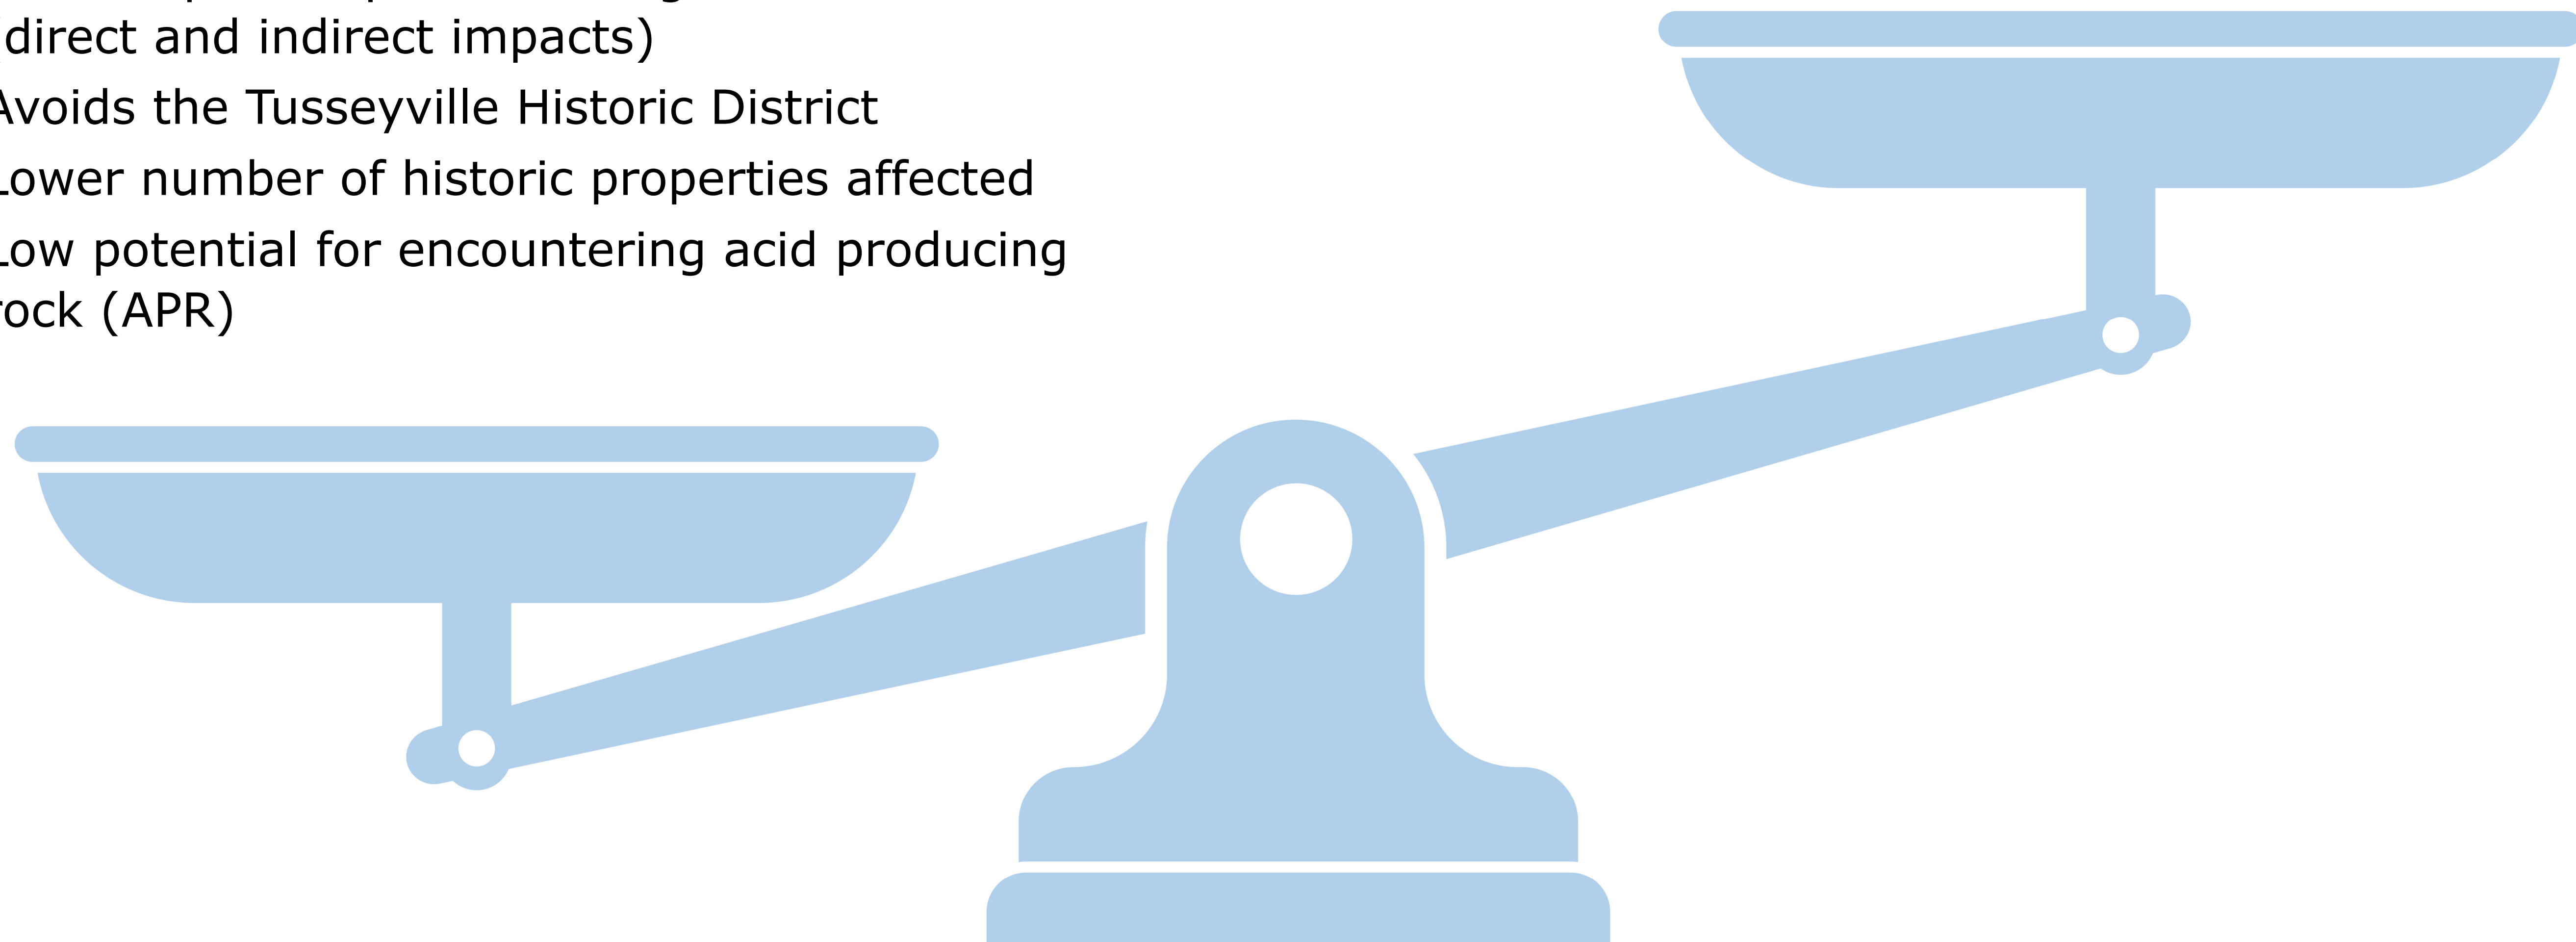 direct and indirect impacts)
Avoids the Tusseyville Historic District
Lower number of historic properties affected
Low potential for encountering acid producing
rock (APR)